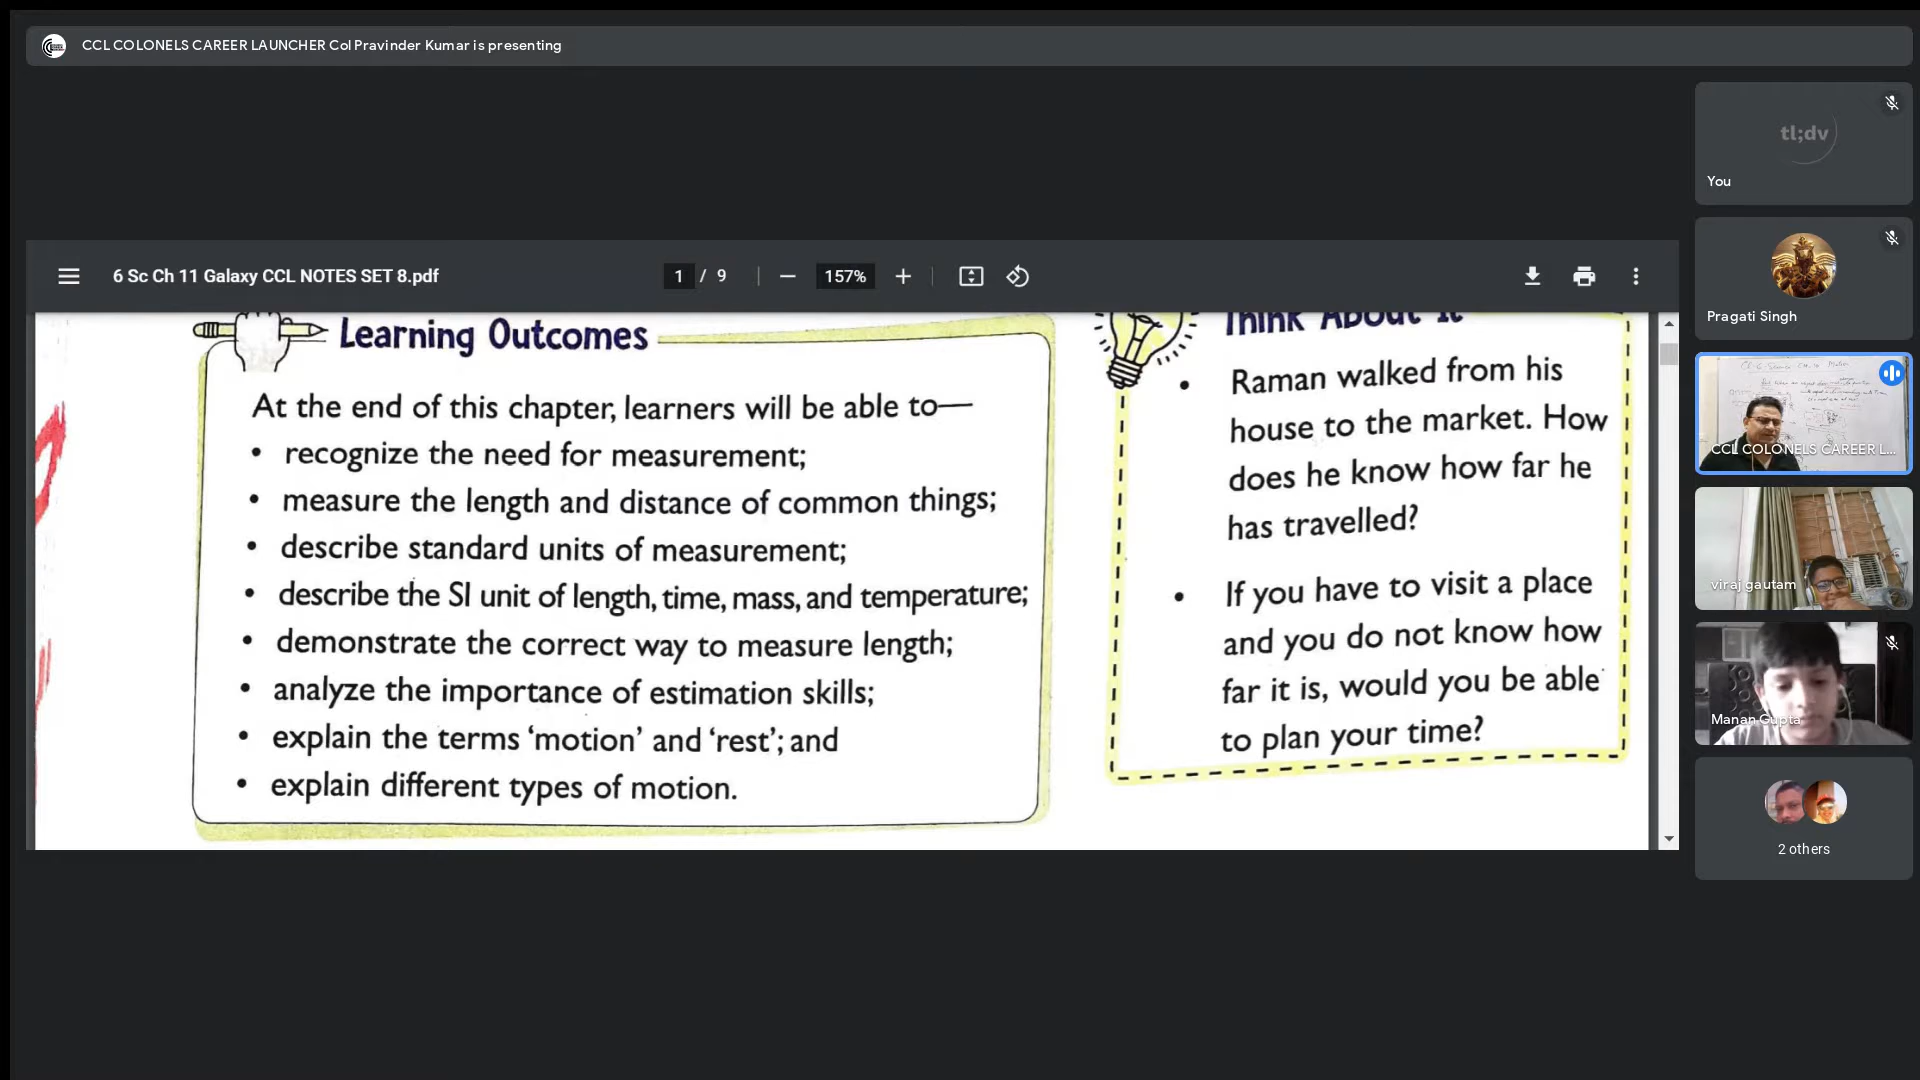 CCL COLONELS CAREER LAUNCHER Col Pravinder Kumar is presenting
6 Sc Ch 11 Galaxy CCL NOTES SET 8.pdf
1 / 9
157%
Learning Outcomes
At the end of this chapter, learners will be able to—
• recognize the need for measurement;
• measure the length and distance of common things;
• describe standard units of measurement;
• describe the SI unit of length, time, mass, and temperature;
• demonstrate the correct way to measure length;
• analyze the importance of estimation skills;
• explain the terms ‘motion’ and ‘rest’; and
• explain different types of motion.
Think About It
• Raman walked from his
house to the market. How
does he know how far he
has travelled?
• If you have to visit a place
and you do not know how
far it is, would you be able
to plan your time?
tl;dv
You
Pragati Singh
CCL COLONELS CAREER L...
viraj gautam
Manan Gupta
2 others